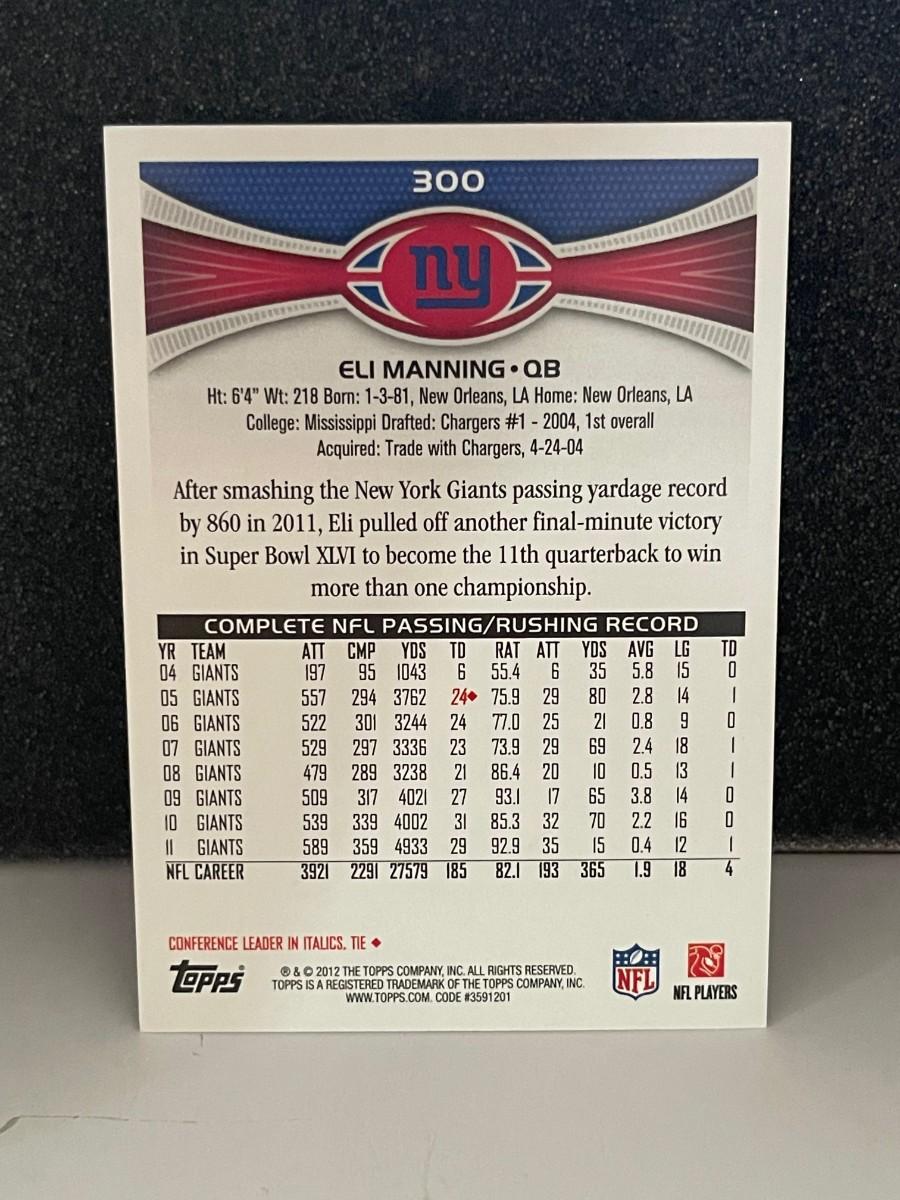 300
ny
ELI MANNING • QB
Ht: 6'4" Wt: 218 Born: 1-3-81, New Orleans, LA Home: New Orleans, LA
College: Mississippi Drafted: Chargers #1 - 2004, 1st overall
Acquired: Trade with Chargers, 4-24-04
After smashing the New York Giants passing yardage record
by 860 in 2011, Eli pulled off another final-minute victory
in Super Bowl XLVI to become the 11th quarterback to win
more than one championship.
COMPLETE NFL PASSING/RUSHING RECORD
YR TEAM ATT CMP YDS TD RAT ATT YDS AVG LG TD
04 GIANTS 197 95 1043 6 55.4 6 35 5.8 15 0
05 GIANTS 557 294 3762 24◆ 75.9 29 80 2.8 14 1
06 GIANTS 522 301 3244 24 77.0 25 21 0.8 9 0
07 GIANTS 529 297 3336 23 73.9 29 69 2.4 18 1
08 GIANTS 479 289 3238 21 86.4 20 10 0.5 13 1
09 GIANTS 509 317 4021 27 93.1 17 65 3.8 14 0
10 GIANTS 539 339 4002 31 85.3 32 70 2.2 16 0
11 GIANTS 589 359 4933 29 92.9 35 15 0.4 12 1
NFL CAREER 3921 2291 27579 185 82.1 193 365 1.9 18 4
CONFERENCE LEADER IN ITALICS. TIE ◆
Topps®
® & © 2012 THE TOPPS COMPANY, INC. ALL RIGHTS RESERVED.
TOPPS IS A REGISTERED TRADEMARK OF THE TOPPS COMPANY, INC.
WWW.TOPPS.COM. CODE #3591201
NFL
NFL PLAYERS